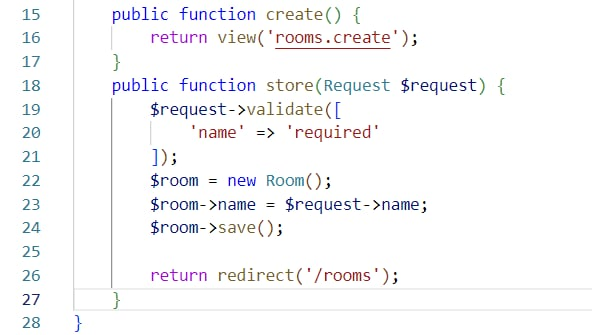 15 public function create() {
16 return view('rooms.create');
17 }
18 public function store(Request $request) {
19 $request->validate([
20 'name' => 'required'
21 ]);
22 $room = new Room();
23 $room->name = $request->name;
24 $room->save();
25
26 return redirect('/rooms');
27 }
28 }